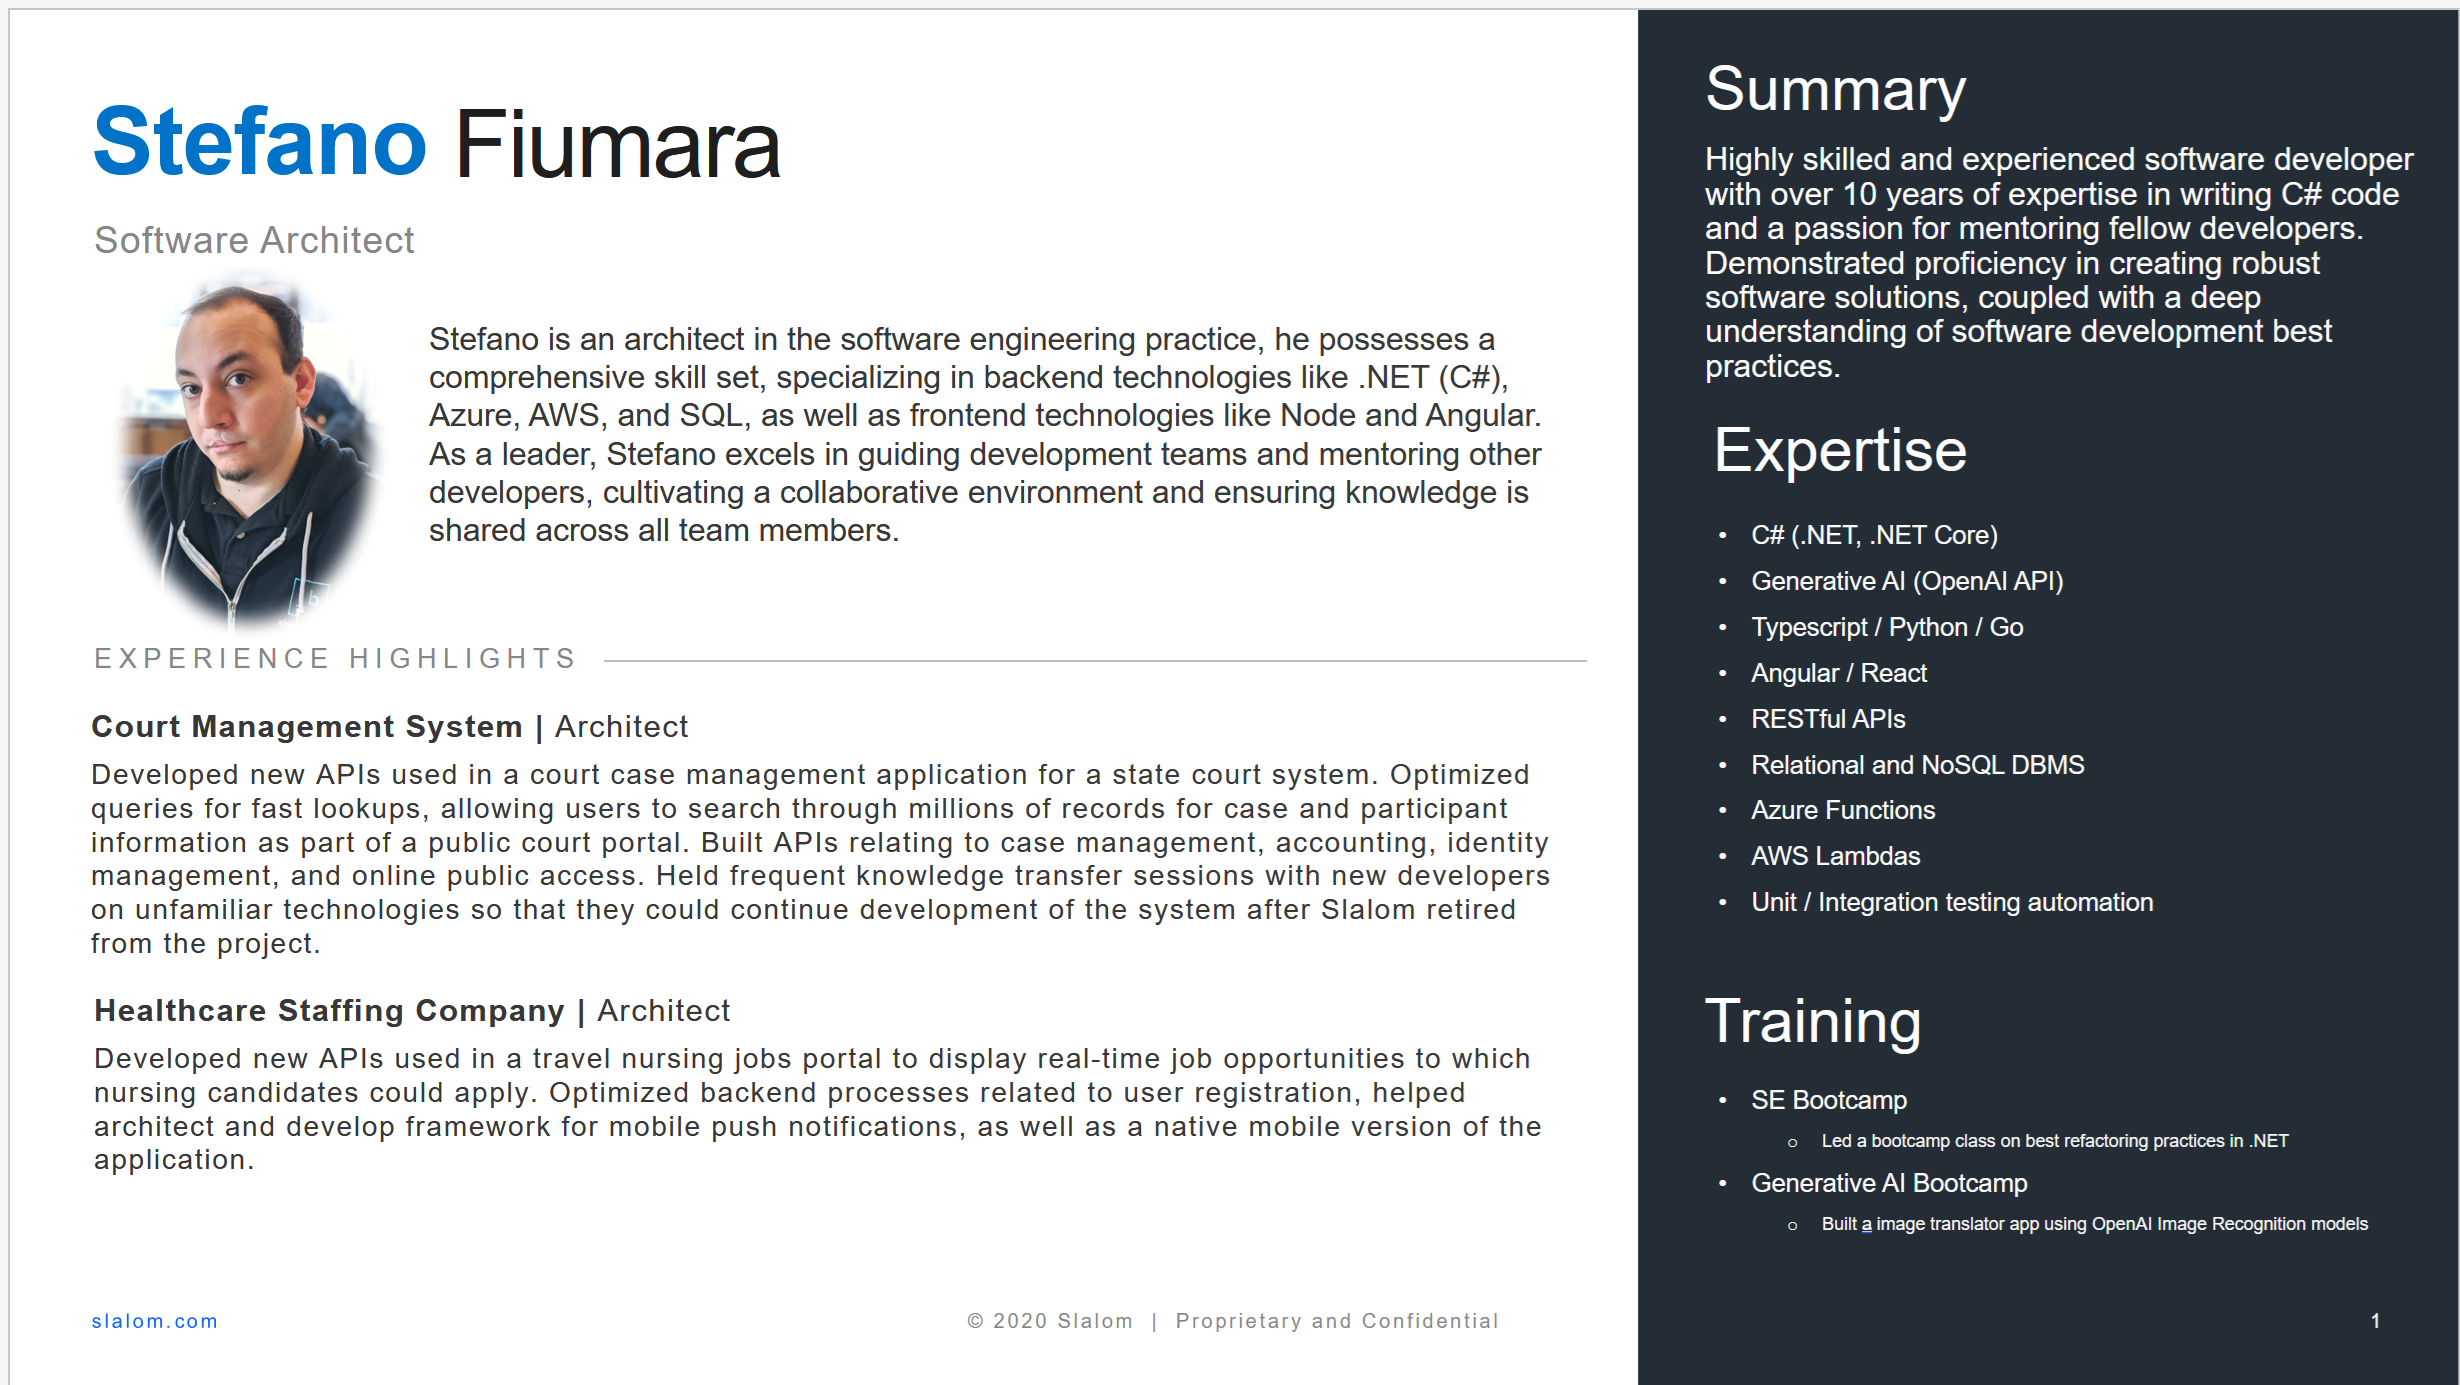 Stefano Fiumara
Software Architect
Stefano is an architect in the software engineering practice, he possesses a
comprehensive skill set, specializing in backend technologies like .NET (C#),
Azure, AWS, and SQL, as well as frontend technologies like Node and Angular.
As a leader, Stefano excels in guiding development teams and mentoring other
developers, cultivating a collaborative environment and ensuring knowledge is
shared across all team members.
EXPERIENCE HIGHLIGHTS
Court Management System | Architect
Developed new APIs used in a court case management application for a state court system. Optimized
queries for fast lookups, allowing users to search through millions of records for case and participant
information as part of a public court portal. Built APIs relating to case management, accounting, identity
management, and online public access. Held frequent knowledge transfer sessions with new developers
on unfamiliar technologies so that they could continue development of the system after Slalom retired
from the project.
Healthcare Staffing Company | Architect
Developed new APIs used in a travel nursing jobs portal to display real-time job opportunities to which
nursing candidates could apply. Optimized backend processes related to user registration, helped
architect and develop framework for mobile push notifications, as well as a native mobile version of the
application.
slalom.com
© 2020 Slalom | Proprietary and Confidential
Summary
Highly skilled and experienced software developer
with over 10 years of expertise in writing C# code
and a passion for mentoring fellow developers.
Demonstrated proficiency in creating robust
software solutions, coupled with a deep
understanding of software development best
practices.
Expertise
• C# (.NET, .NET Core)
• Generative AI (OpenAI API)
• Typescript / Python / Go
• Angular / React
• RESTful APIs
• Relational and NoSQL DBMS
• Azure Functions
• AWS Lambdas
• Unit / Integration testing automation
Training
• SE Bootcamp
o Led a bootcamp class on best refactoring practices in .NET
• Generative AI Bootcamp
o Built a image translator app using OpenAI Image Recognition models
1